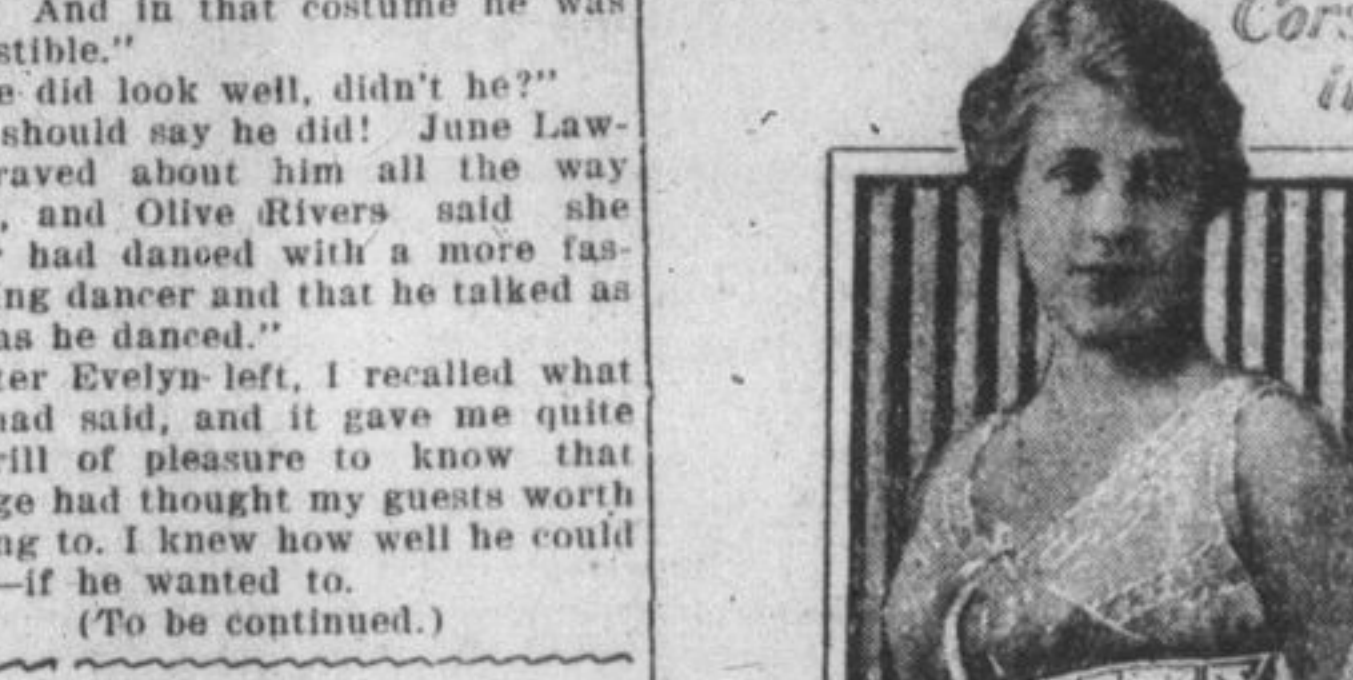 And in that costume he was
stible."
e did look well, didn't he?"
should say he did! June Law-
raved about him all the way
, and Olive Rivers said she
had danced with a more fas-
ing dancer and that he talked as
as he danced."
ter Evelyn left, I recalled what
had said, and it gave me quite
rill of pleasure to know that
ge had thought my guests worth
ng to. I knew how well he could
—if he wanted to.
(To be continued.)
Cors
i